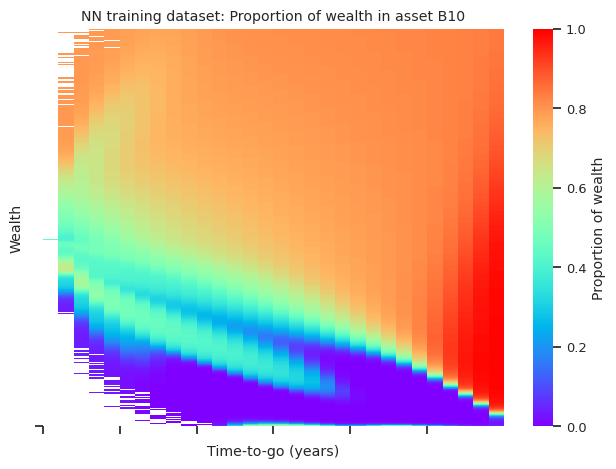 NN training dataset: Proportion of wealth in asset B10
Wealth
Time-to-go (years)
1.0
0.8
0.6
0.4
0.2
0.0
Proportion of wealth